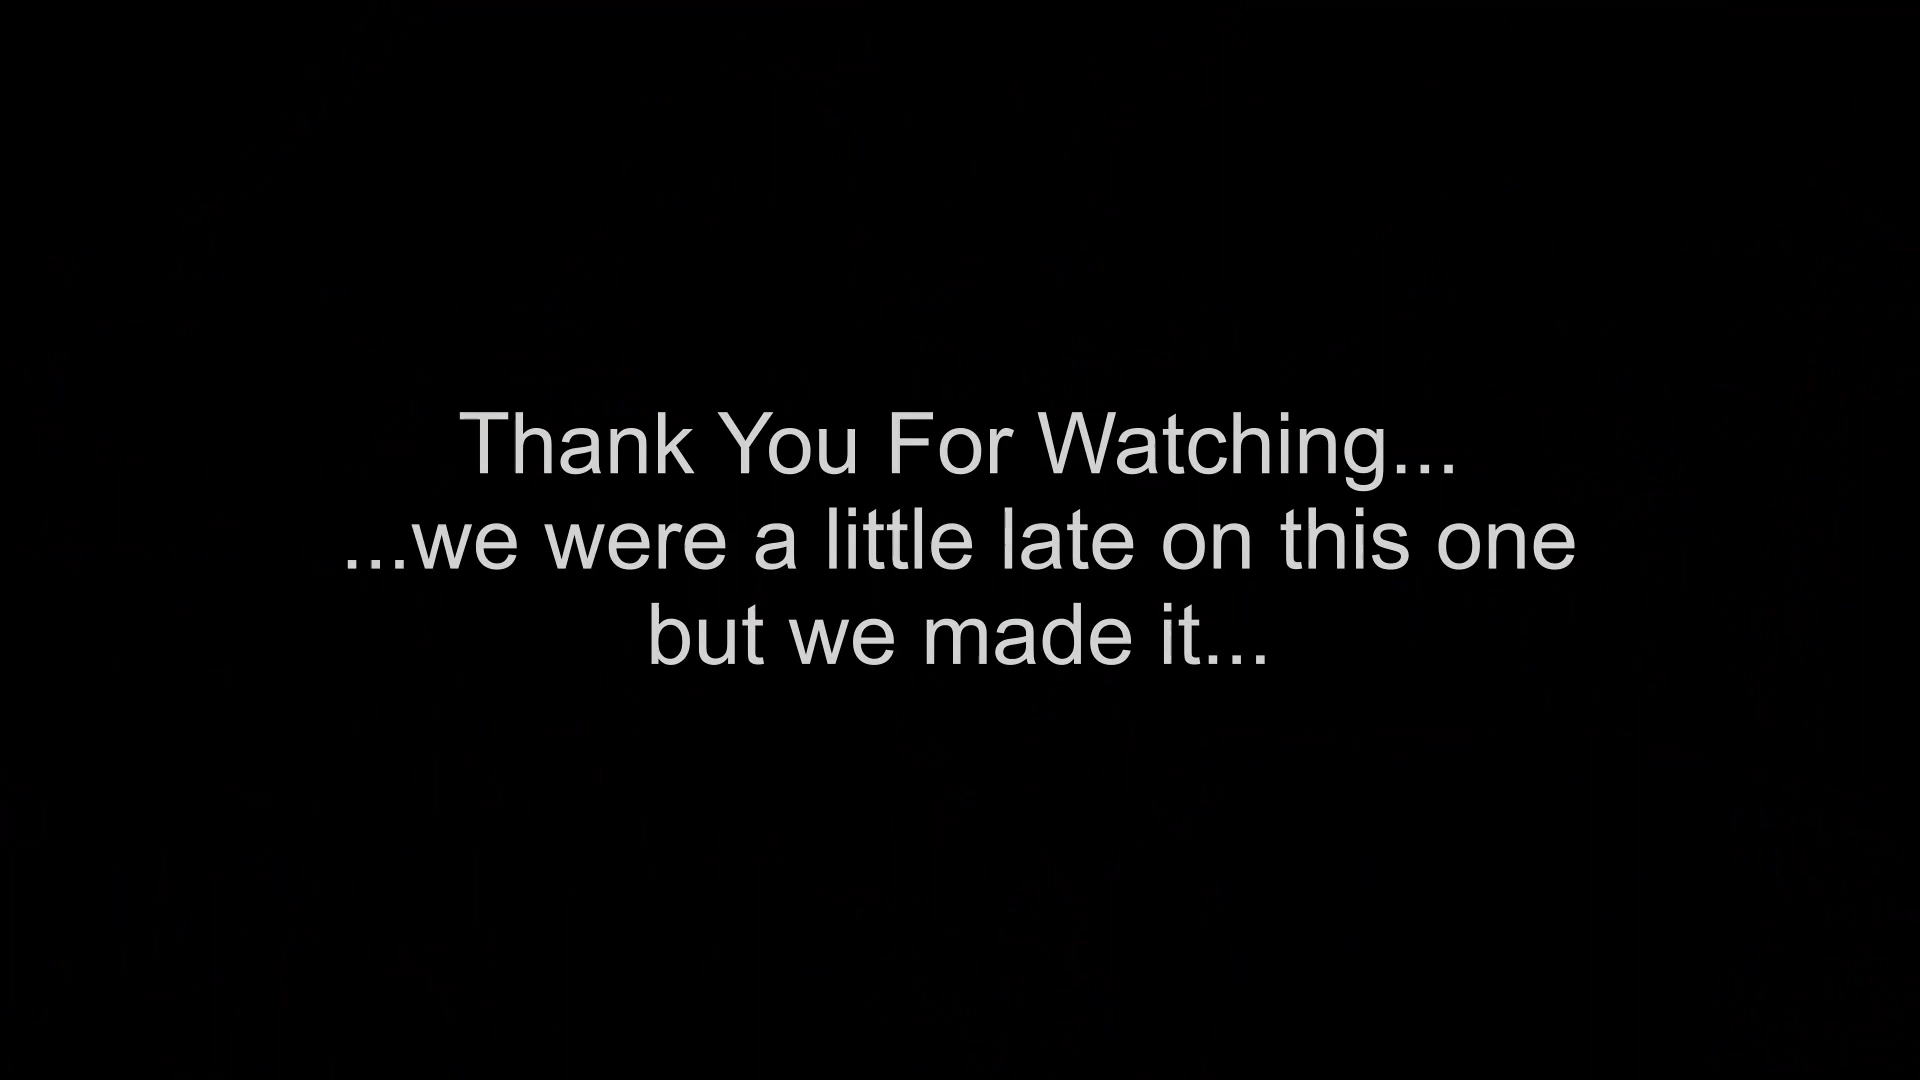 Thank You For Watching...
...we were a little late on this one
but we made it...